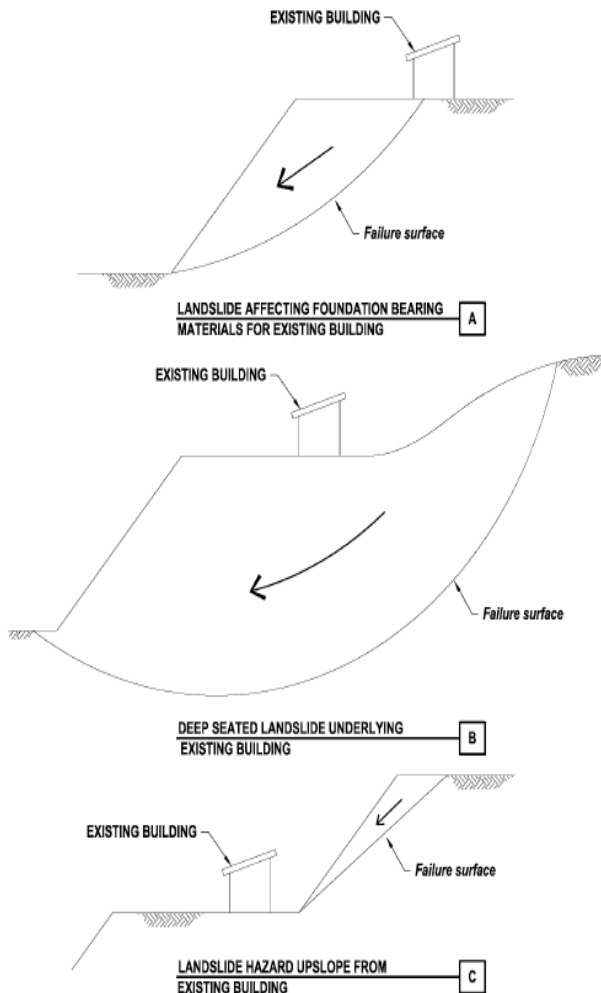 EXISTING BUILDING
Failure surface
LANDSLIDE AFFECTING FOUNDATION BEARING
MATERIALS FOR EXISTING BUILDING
A
EXISTING BUILDING
Failure surface
DEEP SEATED LANDSLIDE UNDERLYING
EXISTING BUILDING
B
EXISTING BUILDING
Failure surface
LANDSLIDE HAZARD UPSLOPE FROM
EXISTING BUILDING
C